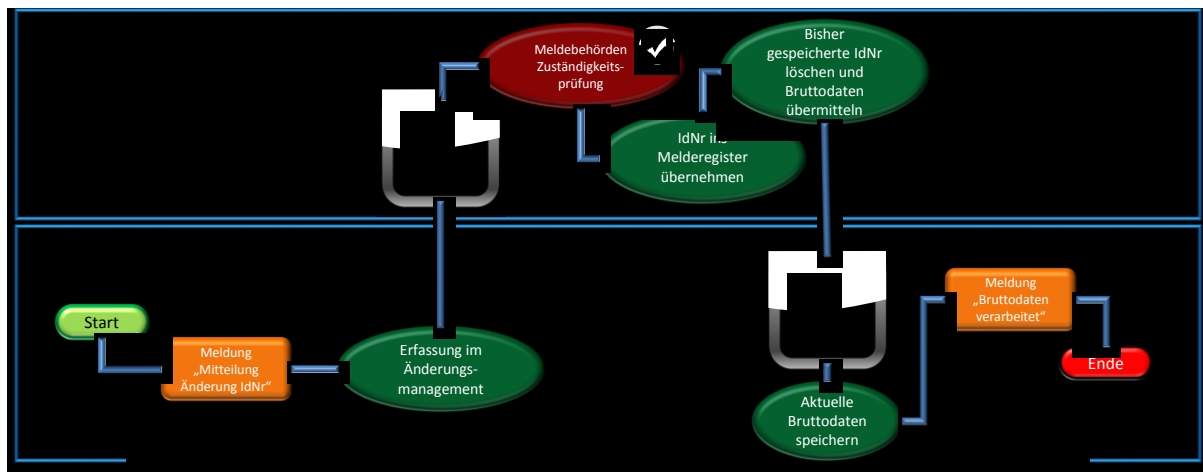 Meldebehörden
Zuständigkeits-
prüfung
Bisher
gespeicherte IdNr
löschen und
Bruttodaten
übermitteln
IdNr ins
Melderegister
übernehmen
Start
Meldung
„Mitteilung
Änderung IdNr“
Erfassung im
Änderungs-
management
Aktuelle
Bruttodaten
speichern
Meldung
„Bruttodaten
verarbeitet“
Ende